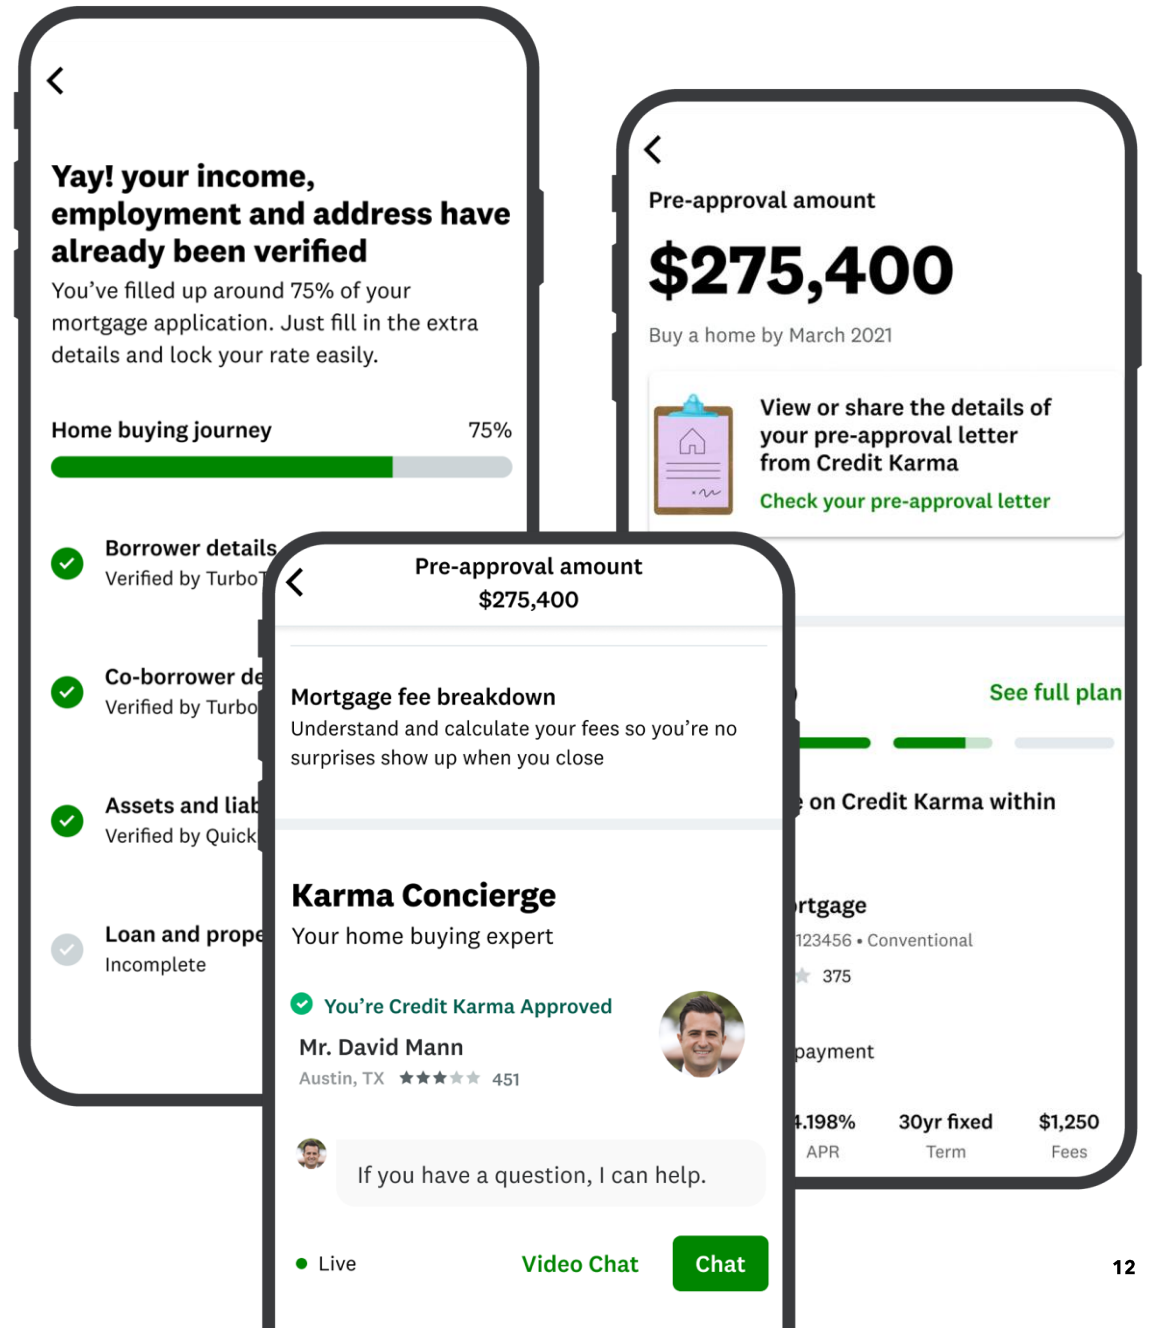 Yay! your income,
employment and address have
already been verified
You've filled up around 75% of your
mortgage application. Just fill in the extra
details and lock your rate easily.
Home buying journey 75%
Borrower details
Verified by
Co-borrower
Verified by Turbo
Assets and
Verified by Quick
Loan and
Incomplete
Pre-approval amount
$275,400
Buy a home by March 2021
View or share the details of
your pre-approval letter
from Credit Karma
Check your pre-approval letter
See full plan
on Credit Karma within
123456 • Conventional
375
payment
.198% 30yr fixed $1,250
APR Term Fees
Pre-approval amount
$275,400
Mortgage fee breakdown
Understand and calculate your fees so you're no
surprises show up when you close
Karma Concierge
Your home buying expert
You're Credit Karma Approved
Mr. David Mann
Austin, TX 451
If you have a question, I can help.
Live Video Chat Chat
12